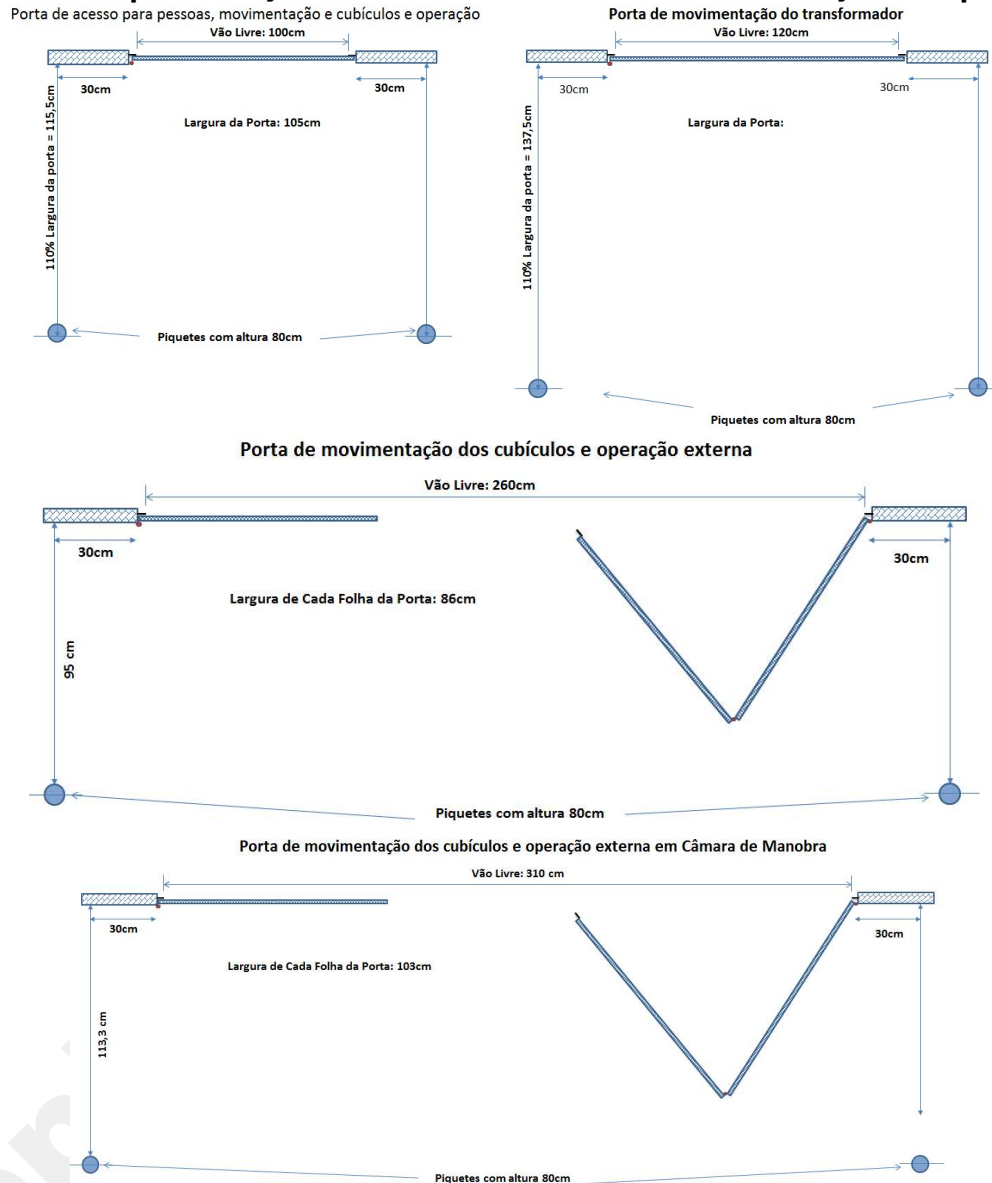 Porta de acesso para pessoas, movimentação e cubículos e operação
Vão Livre: 100cm
30cm
30cm
110% Largura da porta = 115,5cm
Largura da Porta: 105cm
Piquetes com altura 80cm
Porta de movimentação do transformador
Vão Livre: 120cm
30cm
30cm
110% Largura da porta = 137,5cm
Largura da Porta:
Piquetes com altura 80cm
Porta de movimentação dos cubículos e operação externa
Vão Livre: 260cm
30cm
30cm
Largura de Cada Folha da Porta: 86cm
95 cm
Piquetes com altura 80cm
Porta de movimentação dos cubículos e operação externa em Câmara de Manobra
Vão Livre: 310 cm
30cm
30cm
Largura de Cada Folha da Porta: 103cm
113,3 cm
Piquetes com altura 80cm